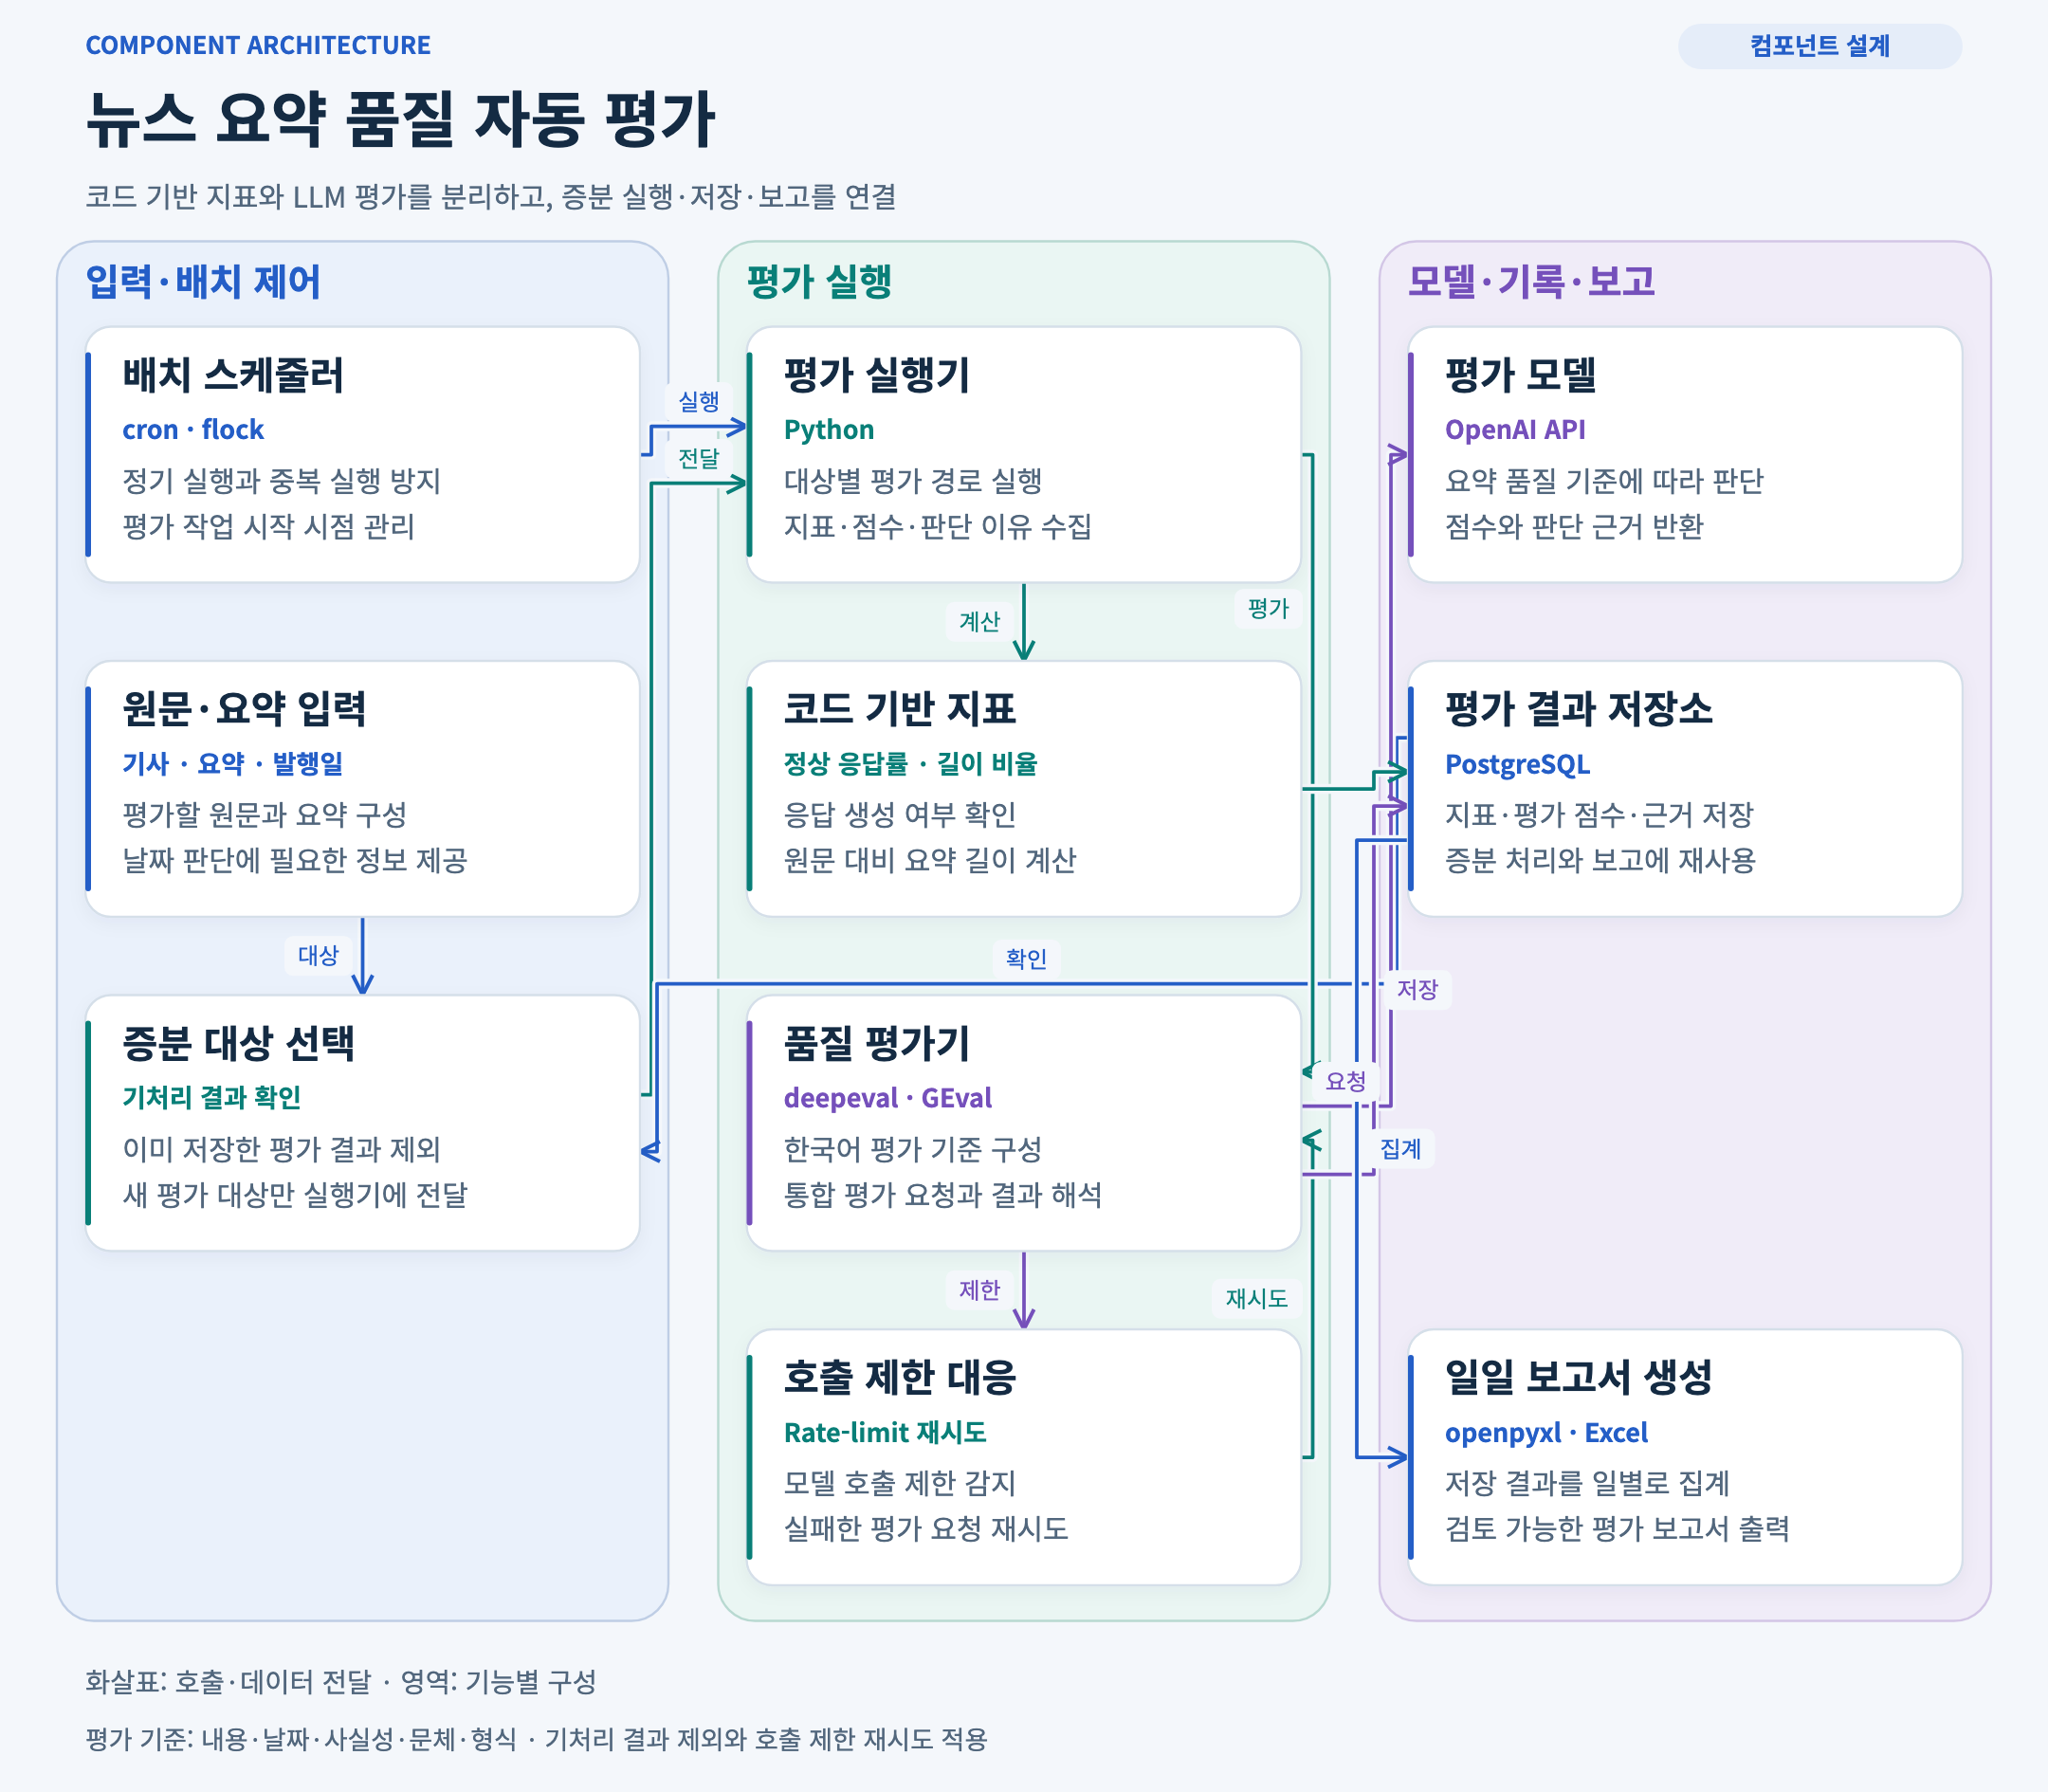 COMPONENT ARCHITECTURE
컴포넌트 설계
뉴스 요약 품질 자동 평가
코드 기반 지표와 LLM 평가를 분리하고, 증분 실행·저장·보고를 연결
입력·배치 제어
배치 스케줄러
cron · flock
정기 실행과 중복 실행 방지
평가 작업 시작 시점 관리
원문·요약 입력
기사 · 요약 · 발행일
평가할 원문과 요약 구성
날짜 판단에 필요한 정보 제공
대상
증분 대상 선택
기처리 결과 확인
이미 저장한 평가 결과 제외
새 평가 대상만 실행기에 전달
실행
전달
평가 실행
평가 실행기
Python
대상별 평가 경로 실행
지표·점수·판단 이유 수집
계산
평가
코드 기반 지표
정상 응답률 · 길이 비율
응답 생성 여부 확인
원문 대비 요약 길이 계산
확인
품질 평가기
deepeval · GEval
한국어 평가 기준 구성
통합 평가 요청과 결과 해석
제한
재시도
호출 제한 대응
Rate-limit 재시도
모델 호출 제한 감지
실패한 평가 요청 재시도
저장
요청
집계
모델·기록·보고
평가 모델
OpenAI API
요약 품질 기준에 따라 판단
점수와 판단 근거 반환
평가 결과 저장소
PostgreSQL
지표·평가 점수·근거 저장
증분 처리와 보고에 재사용
일일 보고서 생성
openpyxl · Excel
저장 결과를 일별로 집계
검토 가능한 평가 보고서 출력
화살표: 호출·데이터 전달 · 영역: 기능별 구성
평가 기준: 내용·날짜·사실성·문체·형식 · 기처리 결과 제외와 호출 제한 재시도 적용